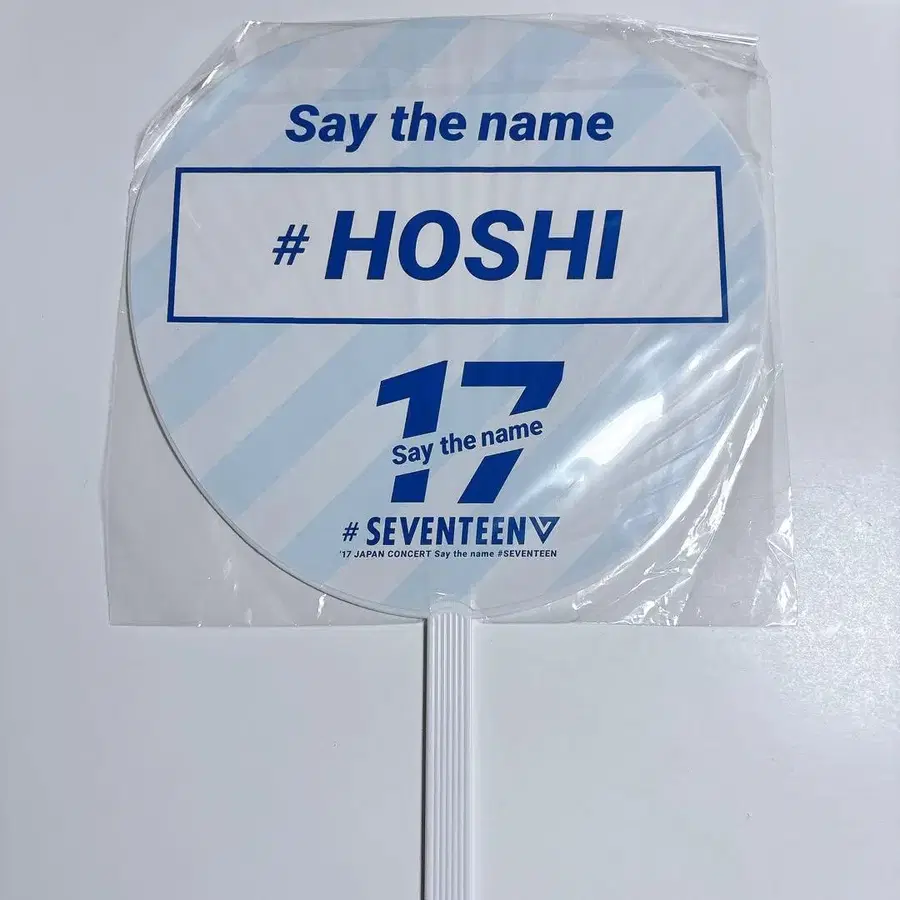 Say the name
# HOSHI
17
Say the name
# SEVENTEEN
'17 JAPAN CONCERT Say the name #SEVENTEEN